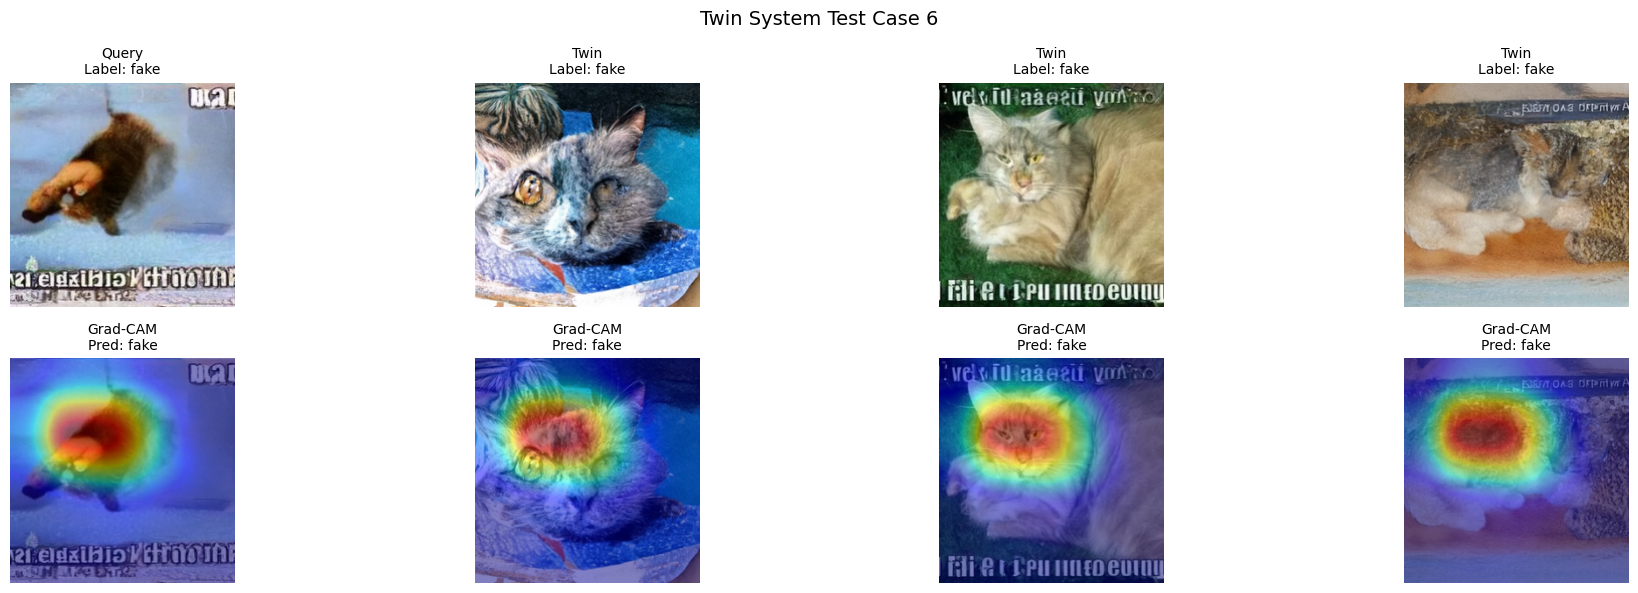 Twin System Test Case 6
Query
Label: fake
Twin
Label: fake
Twin
Label: fake
Twin
Label: fake
Grad-CAM
Pred: fake
Grad-CAM
Pred: fake
Grad-CAM
Pred: fake
Grad-CAM
Pred: fake